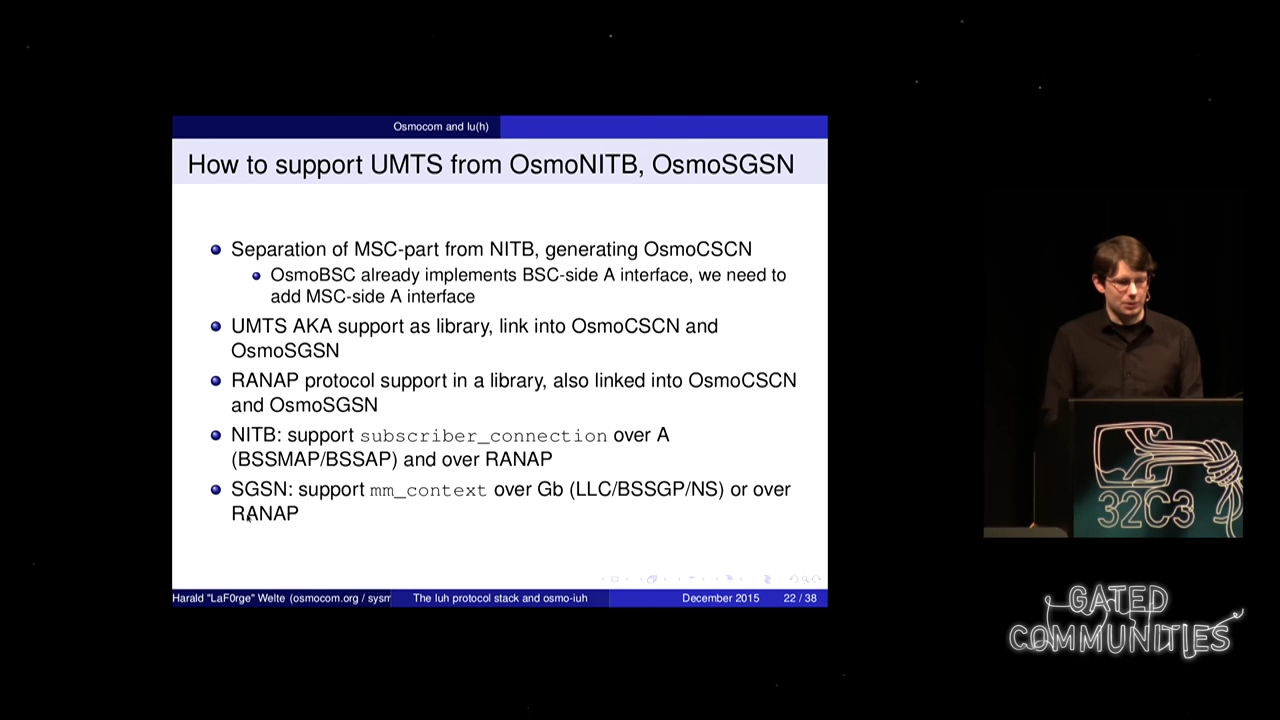 Osmocom and Iu(h)
How to support UMTS from OsmoNITB, OsmoSGSN
Separation of MSC-part from NITB, generating OsmoCSCN
OsmoBSC already implements BSC-side A interface, we need to
add MSC-side A interface
UMTS AKA support as library, link into OsmoCSCN and
OsmoSGSN
RANAP protocol support in a library, also linked into OsmoCSCN
and OsmoSGSN
NITB: support subscriber_connection over A
(BSSMAP/BSSAP) and over RANAP
SGSN: support mm_context over Gb (LLC/BSSGP/NS) or over
RANAP
Harald "LaF0rge" Welte (osmocom.org / sysm
The Iuh protocol stack and osmo-iuh
December 2015
22 / 38
32C3
GATED
COMMUNITIES